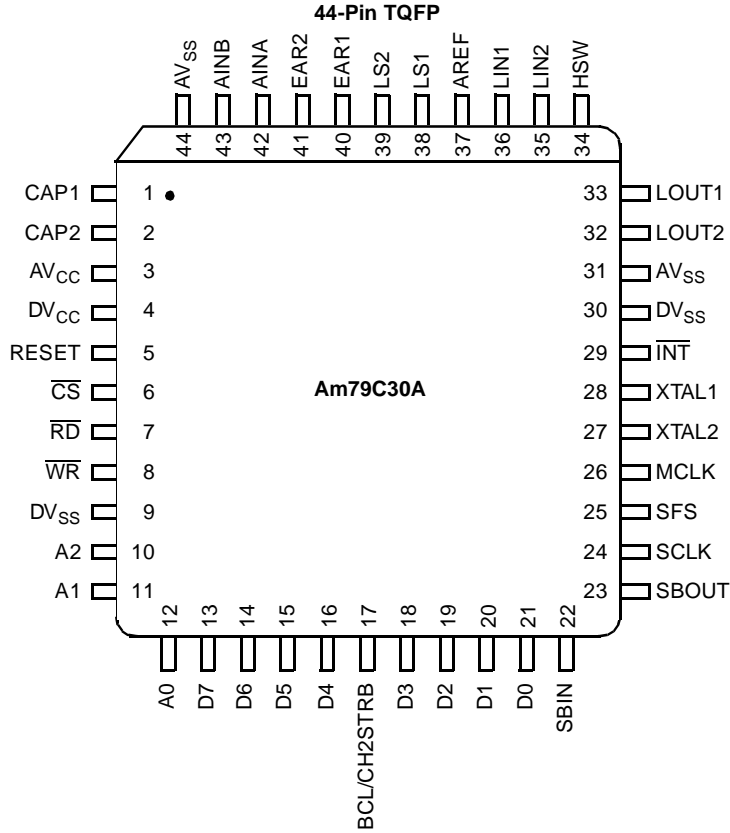 44-Pin TQFP
AVSS
AINB
AINA
EAR2
EAR1
LS2
LS1
AREF
LIN1
LIN2
HSW
44
43
42
41
40
39
38
37
36
35
34
CAP1 1
CAP2 2
AVCC 3
DVCC 4
RESET 5
CS 6
RD 7
WR 8
DVSS 9
A2 10
A1 11
Am79C30A
33 LOUT1
32 LOUT2
31 AVSS
30 DVSS
29 INT
28 XTAL1
27 XTAL2
26 MCLK
25 SFS
24 SCLK
23 SBOUT
12
13
14
15
16
17
18
19
20
21
22
A0
D7
D6
D5
D4
BCL/CH2STRB
D3
D2
D1
D0
SBIN